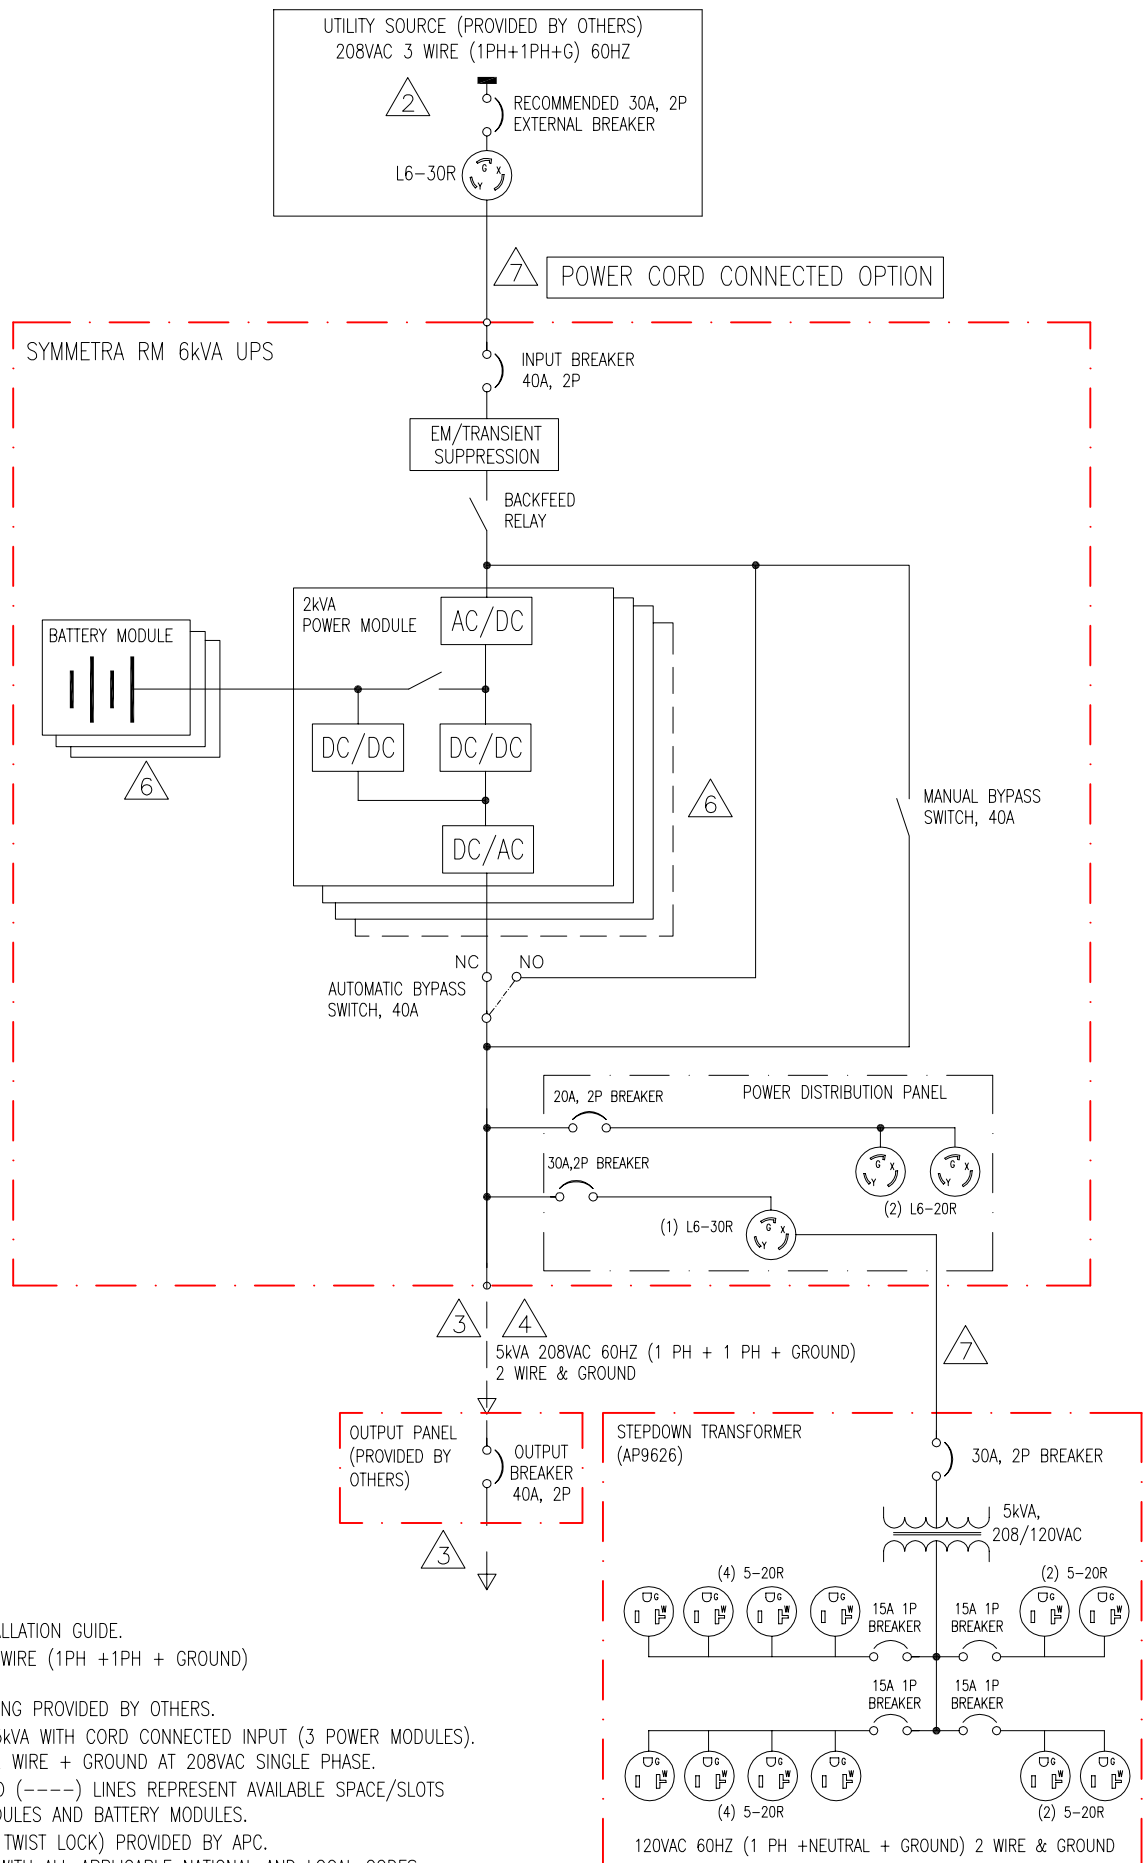 UTILITY SOURCE (PROVIDED BY OTHERS)
208VAC 3 WIRE (1PH+1PH+G) 60HZ
2
RECOMMENDED 30A, 2P
EXTERNAL BREAKER
L6-30R
G
X
Y
7
POWER CORD CONNECTED OPTION
SYMMETRA RM 6kVA UPS
INPUT BREAKER
40A, 2P
EM/TRANSIENT
SUPPRESSION
BACKFEED
RELAY
2kVA
POWER MODULE
AC/DC
BATTERY MODULE
DC/DC
DC/DC
6
6
DC/AC
MANUAL BYPASS
SWITCH, 40A
NC
NO
AUTOMATIC BYPASS
SWITCH, 40A
POWER DISTRIBUTION PANEL
20A, 2P BREAKER
G
X
Y
G
X
Y
(2) L6-20R
30A,2P BREAKER
(1) L6-30R
G
X
Y
3
4
5kVA 208VAC 60HZ (1 PH + 1 PH + GROUND)
2 WIRE & GROUND
7
OUTPUT PANEL
(PROVIDED BY
OTHERS)
OUTPUT
BREAKER
40A, 2P
3
STEPDOWN TRANSFORMER
(AP9626)
30A, 2P BREAKER
5kVA,
208/120VAC
(4) 5-20R
(2) 5-20R
G
W
G
W
G
W
G
W
G
W
G
W
15A 1P
BREAKER
15A 1P
BREAKER
15A 1P
BREAKER
15A 1P
BREAKER
G
W
G
W
G
W
G
W
G
W
G
W
(4) 5-20R
(2) 5-20R
120VAC 60HZ (1 PH +NEUTRAL + GROUND) 2 WIRE & GROUND
ALLATION GUIDE.
WIRE (1PH +1PH + GROUND)
NG PROVIDED BY OTHERS.
kVA WITH CORD CONNECTED INPUT (3 POWER MODULES).
WIRE + GROUND AT 208VAC SINGLE PHASE.
(----) LINES REPRESENT AVAILABLE SPACE/SLOTS
DULES AND BATTERY MODULES.
TWIST LOCK) PROVIDED BY APC.
WITH ALL APPLICABLE NATIONAL AND LOCAL CODES